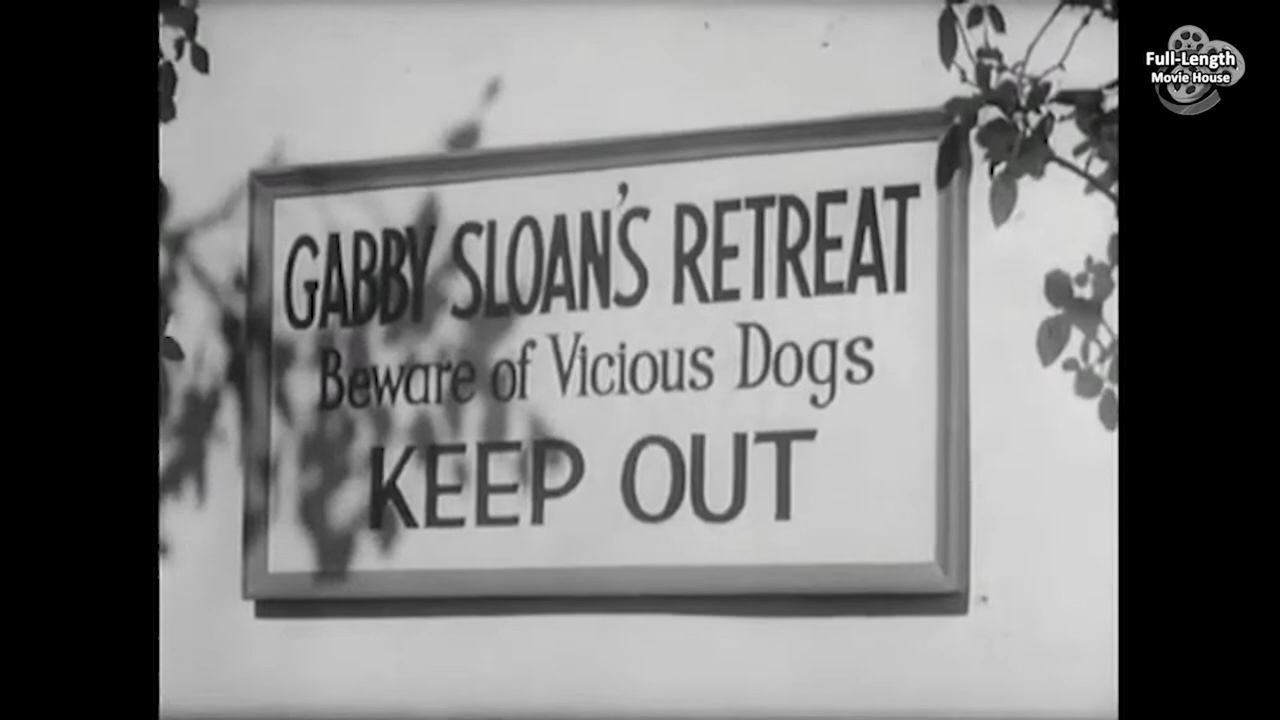 Full-Length
Movie House
GABBY SLOAN'S RETREAT
Beware of Vicious Dogs
KEEP OUT